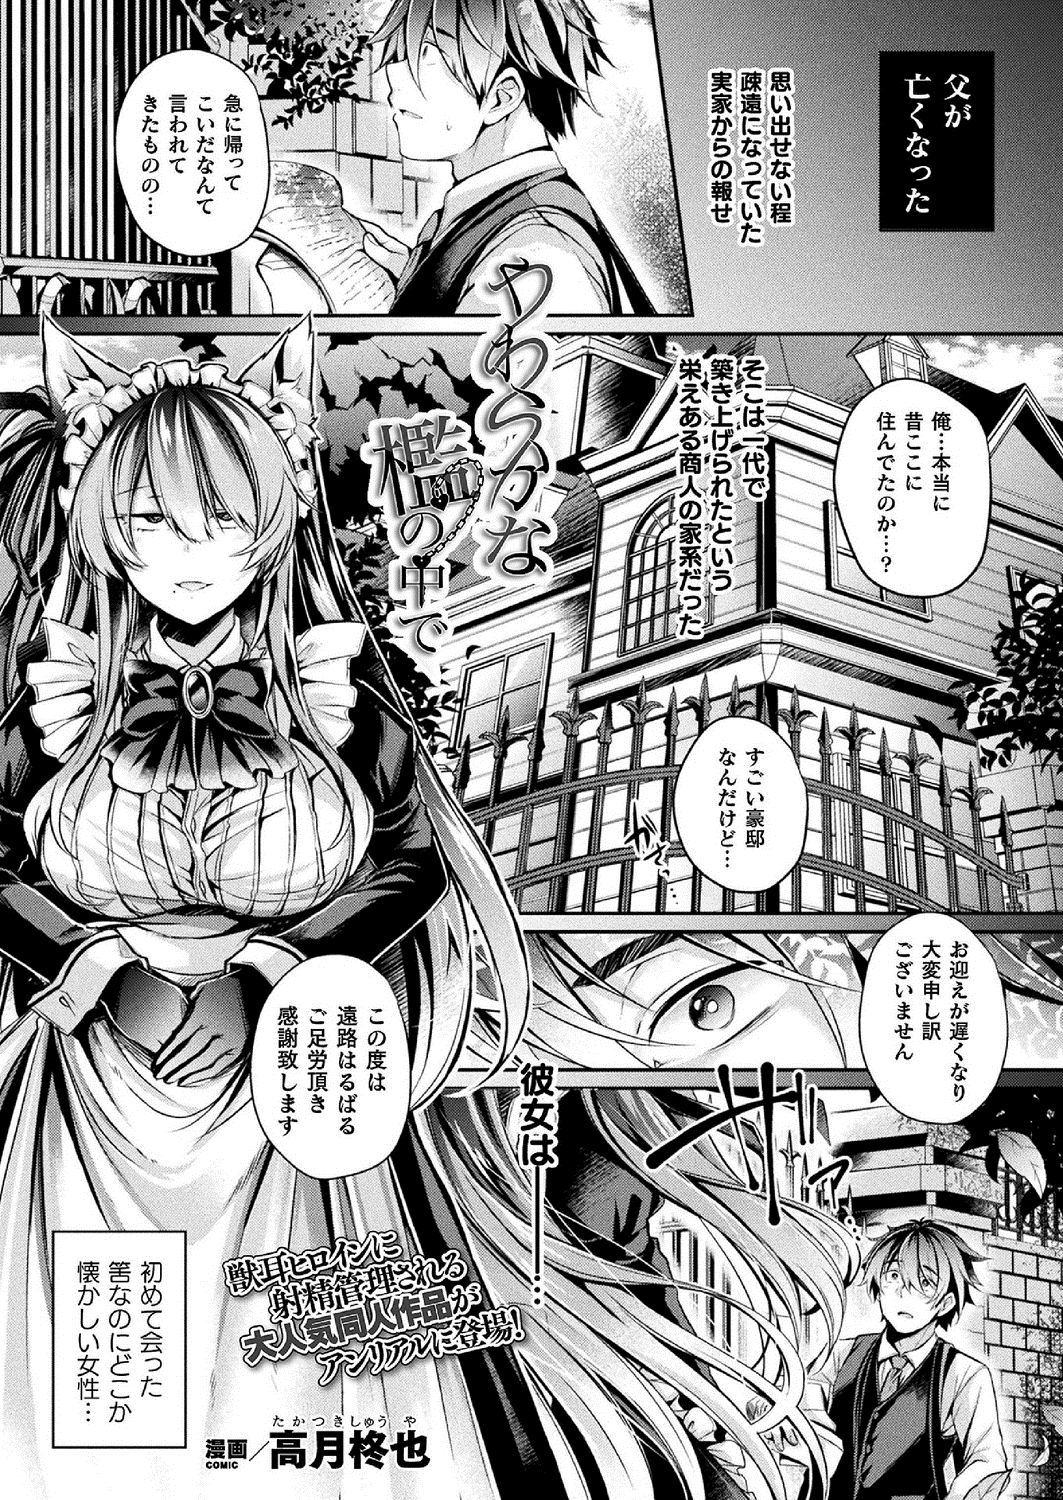 父が
亡くなった
思い出せない程
疎遠になっていた
実家からの報せ
急に帰って
こいだなんて
言われて
きたものの…
やわらかな
檻の中で
そこは一代で
築き上げられたという
栄えある商人の家系だった
俺…本当に
昔ここに
住んでたのか…?
すごい豪邸
なんだけど…
お迎えが遅くなり
大変申し訳
ございません
この度は
遠路はるばる
ご足労頂き
感謝致します
彼女は………
初めて会った
筈なのにどこか
懐かしい女性…
獣耳ヒロインに
射精管理される
大人気同人作品が
アンリアルに登場!
漫画/高月柊也
COMIC
たかつきしゅうや